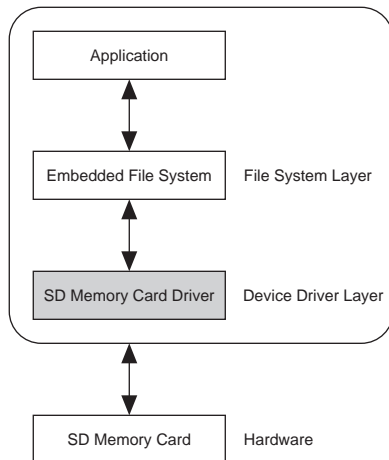 Application
Embedded File System File System Layer
SD Memory Card Driver Device Driver Layer
SD Memory Card Hardware